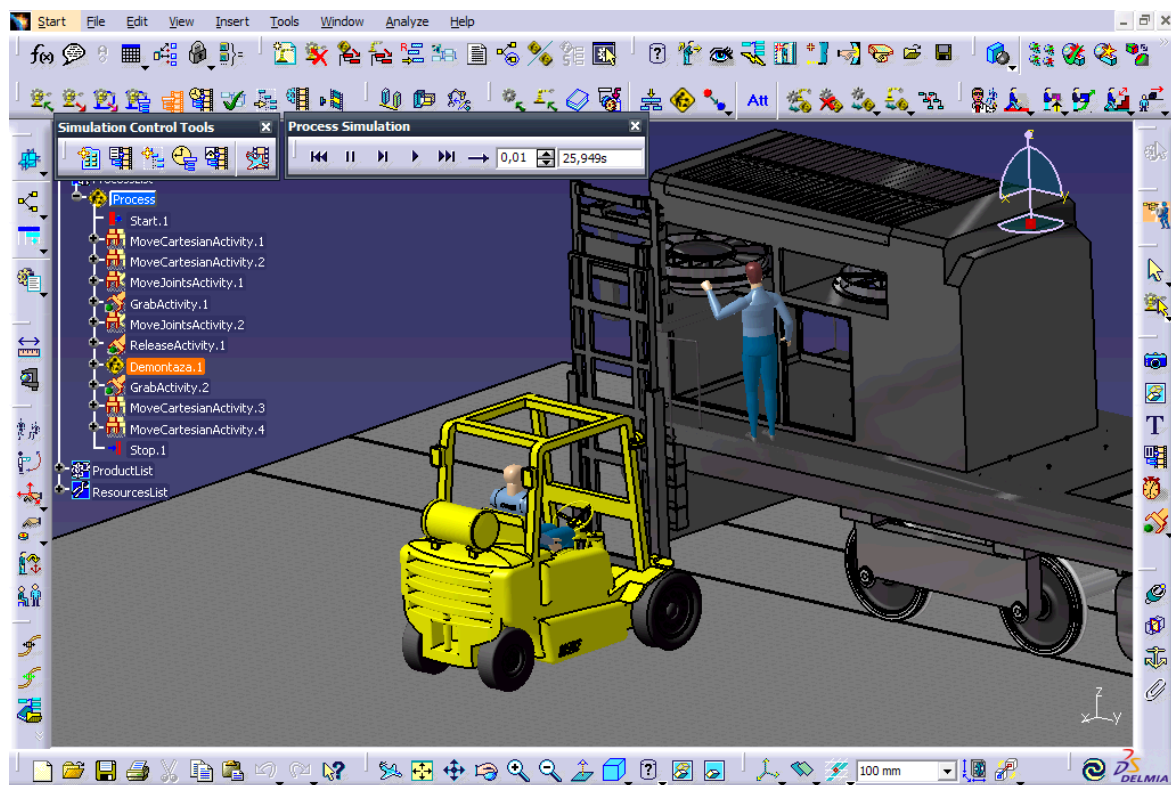 Start File Edit View Insert Tools Window Analyze Help
f(x)
Att
Simulation Control Tools
Process Simulation
0,01 25,949s
ProcessList
Process
Start.1
MoveCartesianActivity.1
MoveCartesianActivity.2
MoveJointsActivity.1
GrabActivity.1
MoveJointsActivity.2
ReleaseActivity.1
Demontaza.1
GrabActivity.2
MoveCartesianActivity.3
MoveCartesianActivity.4
Stop.1
ProductList
ResourcesList
T
z
x y
100 mm
DELMIA